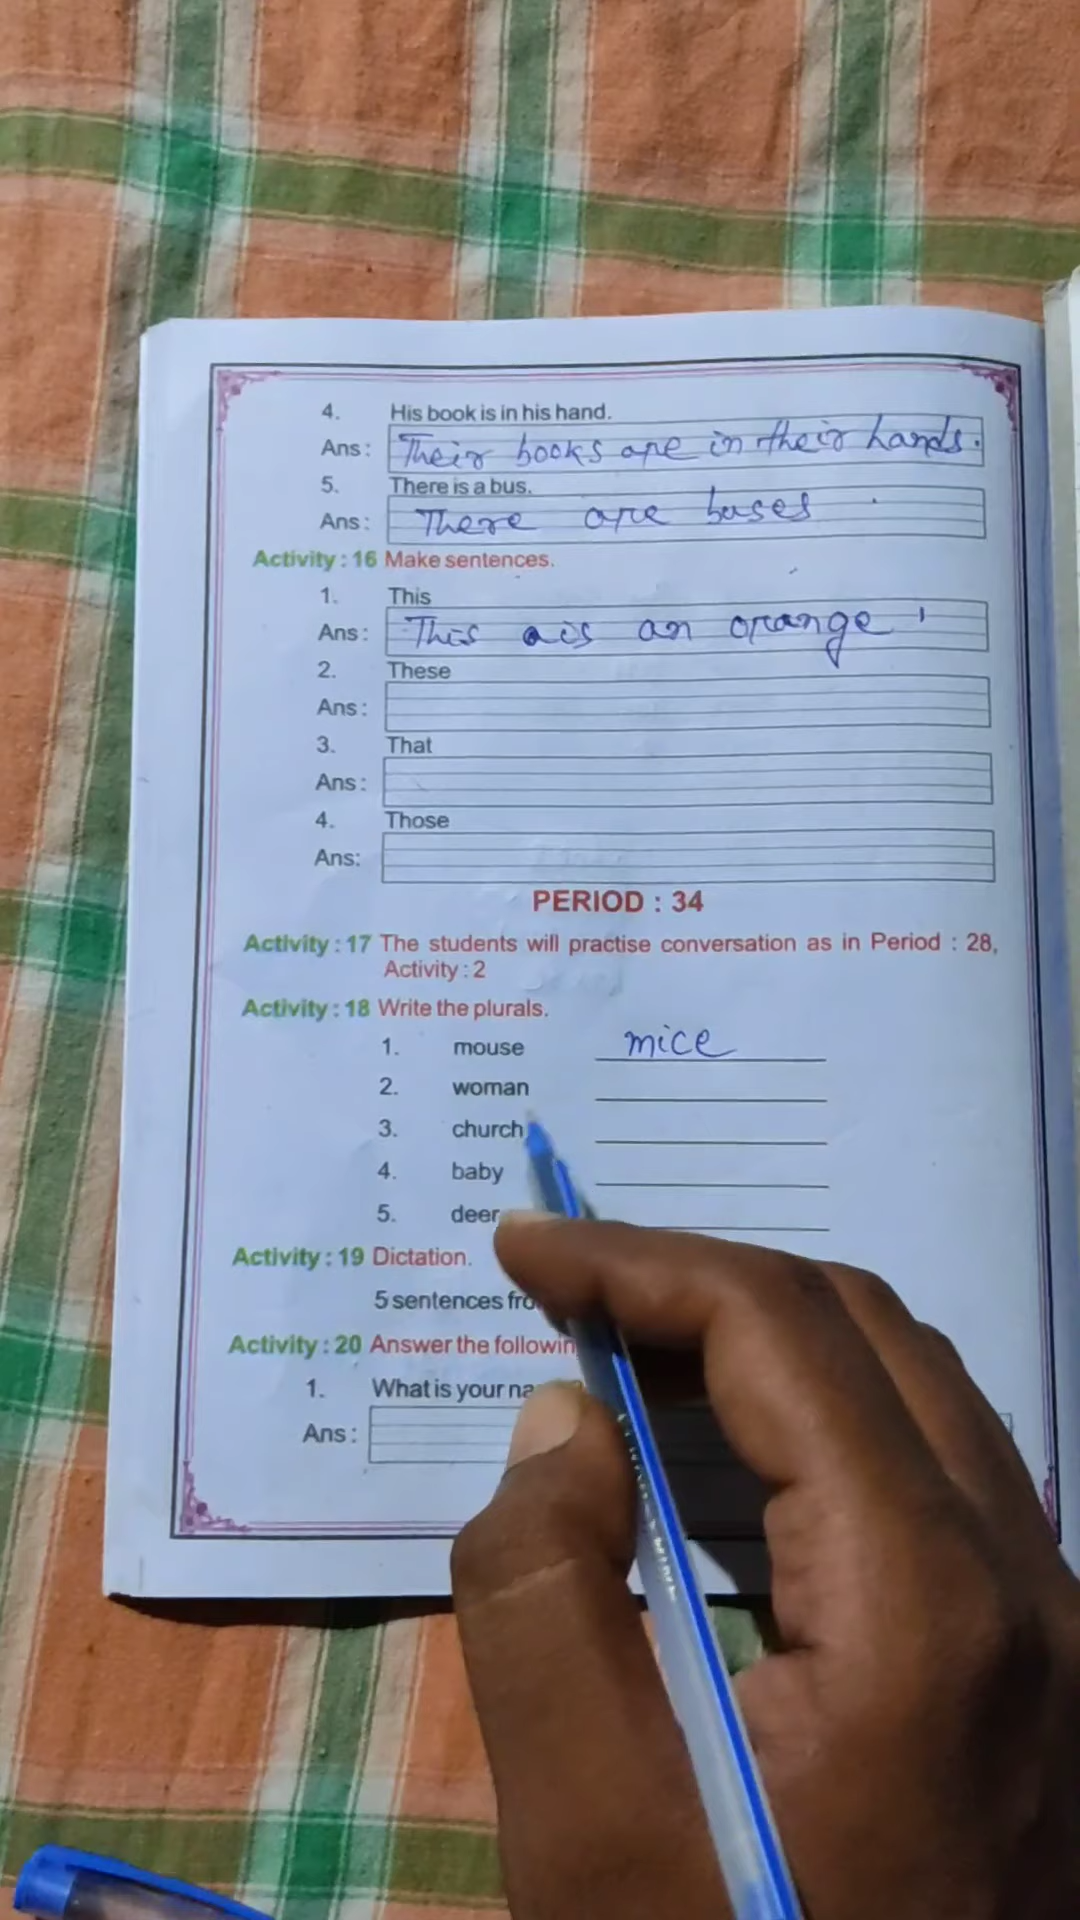 4. His book is in his hand.
Ans : Their books are in their hands.
5. There is a bus.
Ans : There are buses .
Activity : 16 Make sentences.
1. This
Ans : This is an orange
2. These
Ans :
3. That
Ans :
4. Those
Ans:
PERIOD : 34
Activity : 17 The students will practise conversation as in Period : 28,
Activity : 2
Activity : 18 Write the plurals.
1. mouse mice
2. woman
3. church
4. baby
5. deer
Activity : 19 Dictation.
5 sentences
Activity : 20 Answer the
1. What is your
Ans :